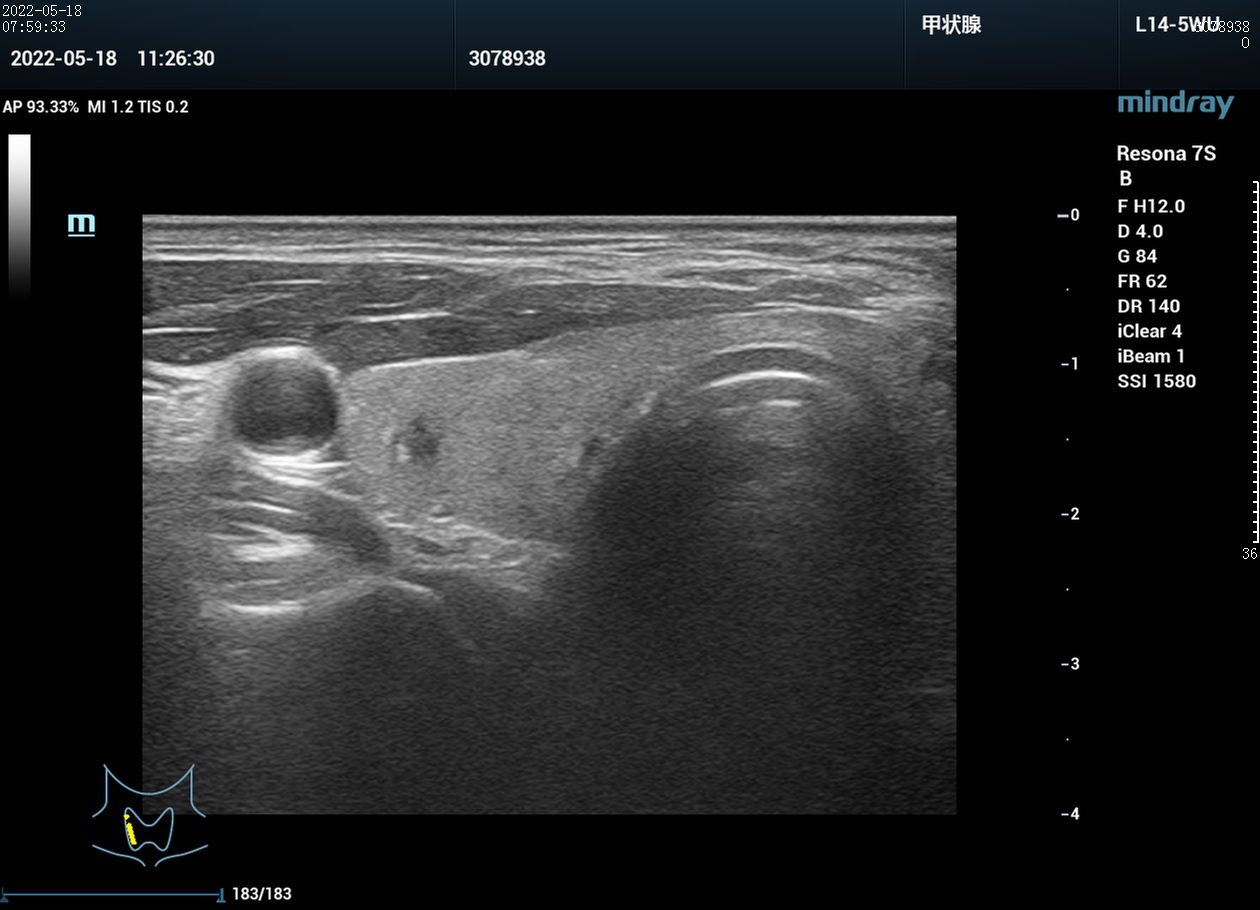 2022-05-18
07:59:33
甲状腺
L14-5WU
3078938
0
2022-05-18 11:26:30
3078938
AP 93.33% MI 1.2 TIS 0.2
mindray
Resona 7S
B
F H12.0
D 4.0
G 84
FR 62
DR 140
iClear 4
iBeam 1
SSI 1580
m
0
-1
-2
-3
-4
36
183/183